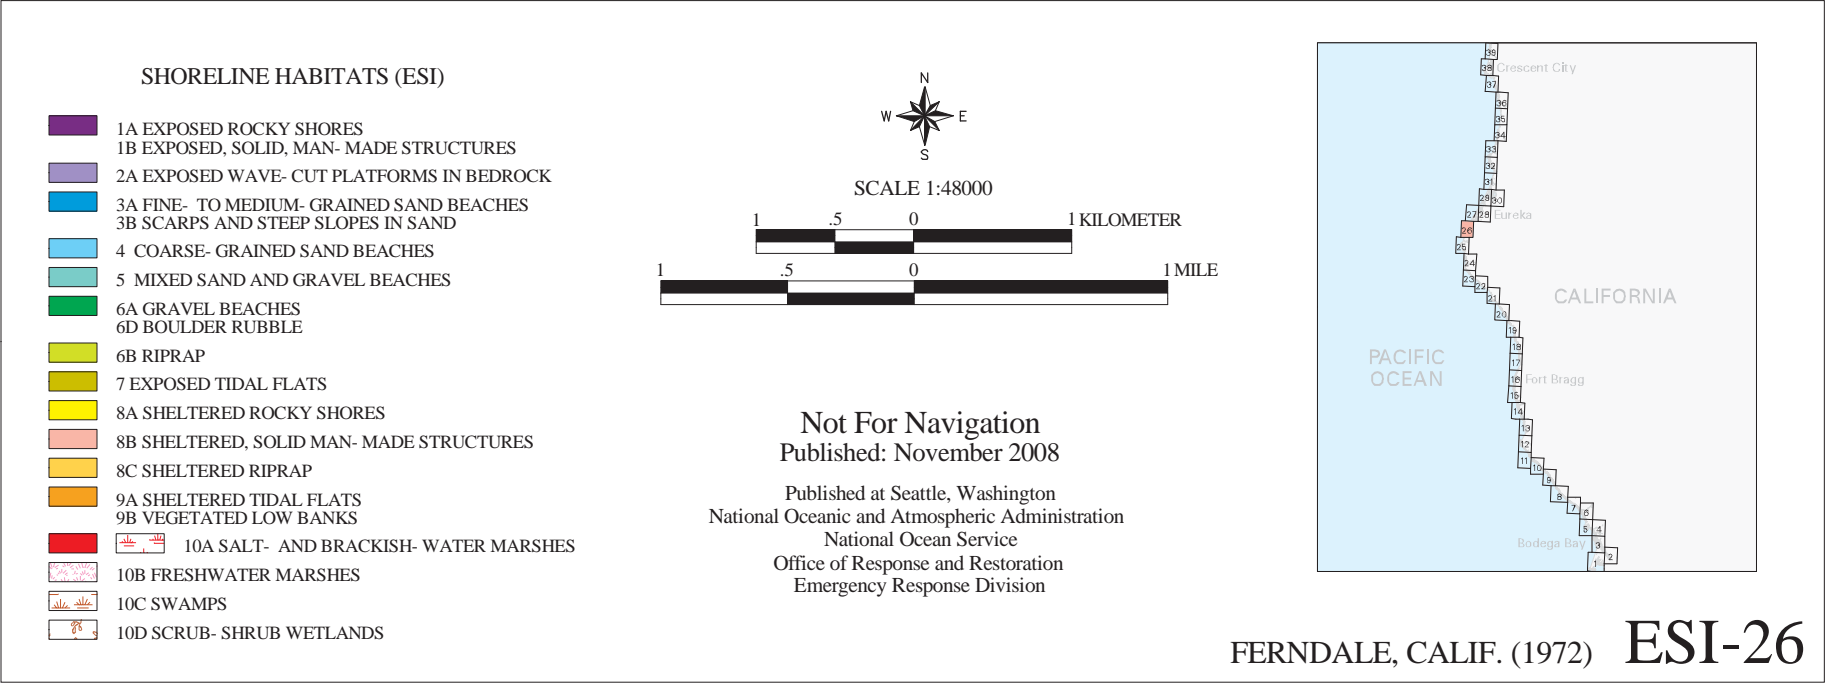 SHORELINE HABITATS (ESI)
1A EXPOSED ROCKY SHORES
1B EXPOSED, SOLID, MAN- MADE STRUCTURES
2A EXPOSED WAVE- CUT PLATFORMS IN BEDROCK
3A FINE- TO MEDIUM- GRAINED SAND BEACHES
3B SCARPS AND STEEP SLOPES IN SAND
4 COARSE- GRAINED SAND BEACHES
5 MIXED SAND AND GRAVEL BEACHES
6A GRAVEL BEACHES
6D BOULDER RUBBLE
6B RIPRAP
7 EXPOSED TIDAL FLATS
8A SHELTERED ROCKY SHORES
8B SHELTERED, SOLID MAN- MADE STRUCTURES
8C SHELTERED RIPRAP
9A SHELTERED TIDAL FLATS
9B VEGETATED LOW BANKS
10A SALT- AND BRACKISH- WATER MARSHES
10B FRESHWATER MARSHES
10C SWAMPS
10D SCRUB- SHRUB WETLANDS
N
W E
S
SCALE 1:48000
1 .5 0 1 KILOMETER
1 .5 0 1 MILE
Not For Navigation
Published: November 2008
Published at Seattle, Washington
National Oceanic and Atmospheric Administration
National Ocean Service
Office of Response and Restoration
Emergency Response Division
39
38 Crescent City
37
36
35
34
33
32
31
29 30
27 28 Eureka
26
25
24
23
22
21
CALIFORNIA
20
19
18
PACIFIC
OCEAN
17
16 Fort Bragg
15
14
13
12
11
10
9
8
7
6
5 4
Bodega Bay 3
2
1
FERNDALE, CALIF. (1972) ESI-26